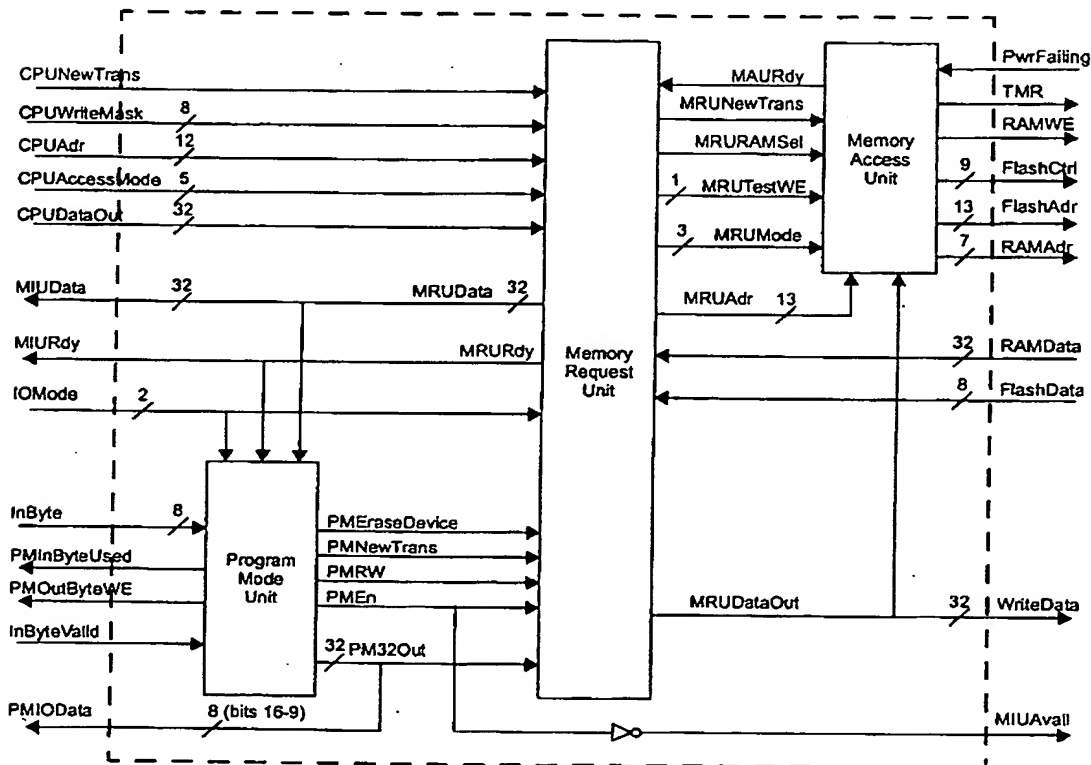 CPUNewTrans
CPUWriteMask 8
CPUAdr 12
CPUAccessMode 5
CPUDataOut 32
MIUData 32
MRUData 32
MIURdy
MRURdy
IOMode 2
InByte 8
PMInByteUsed
PMOutByteWE
InByteValid
PMIOData
8 (bits 16-9)
Program
Mode
Unit
PMEraseDevice
PMNewTrans
PMRW
PMEn
32 PM32Out
Memory
Request
Unit
MAURdy
MRUNewTrans
MRURAMSel
1 MRUTestWE
3 MRUMode
MRUAdr 13
Memory
Access
Unit
PwrFailing
TMR
RAMWE
9 FlashCtrl
13 FlashAdr
7 RAMAdr
32 RAMData
8 FlashData
MRUDataOut
32 WriteData
MIUAvail